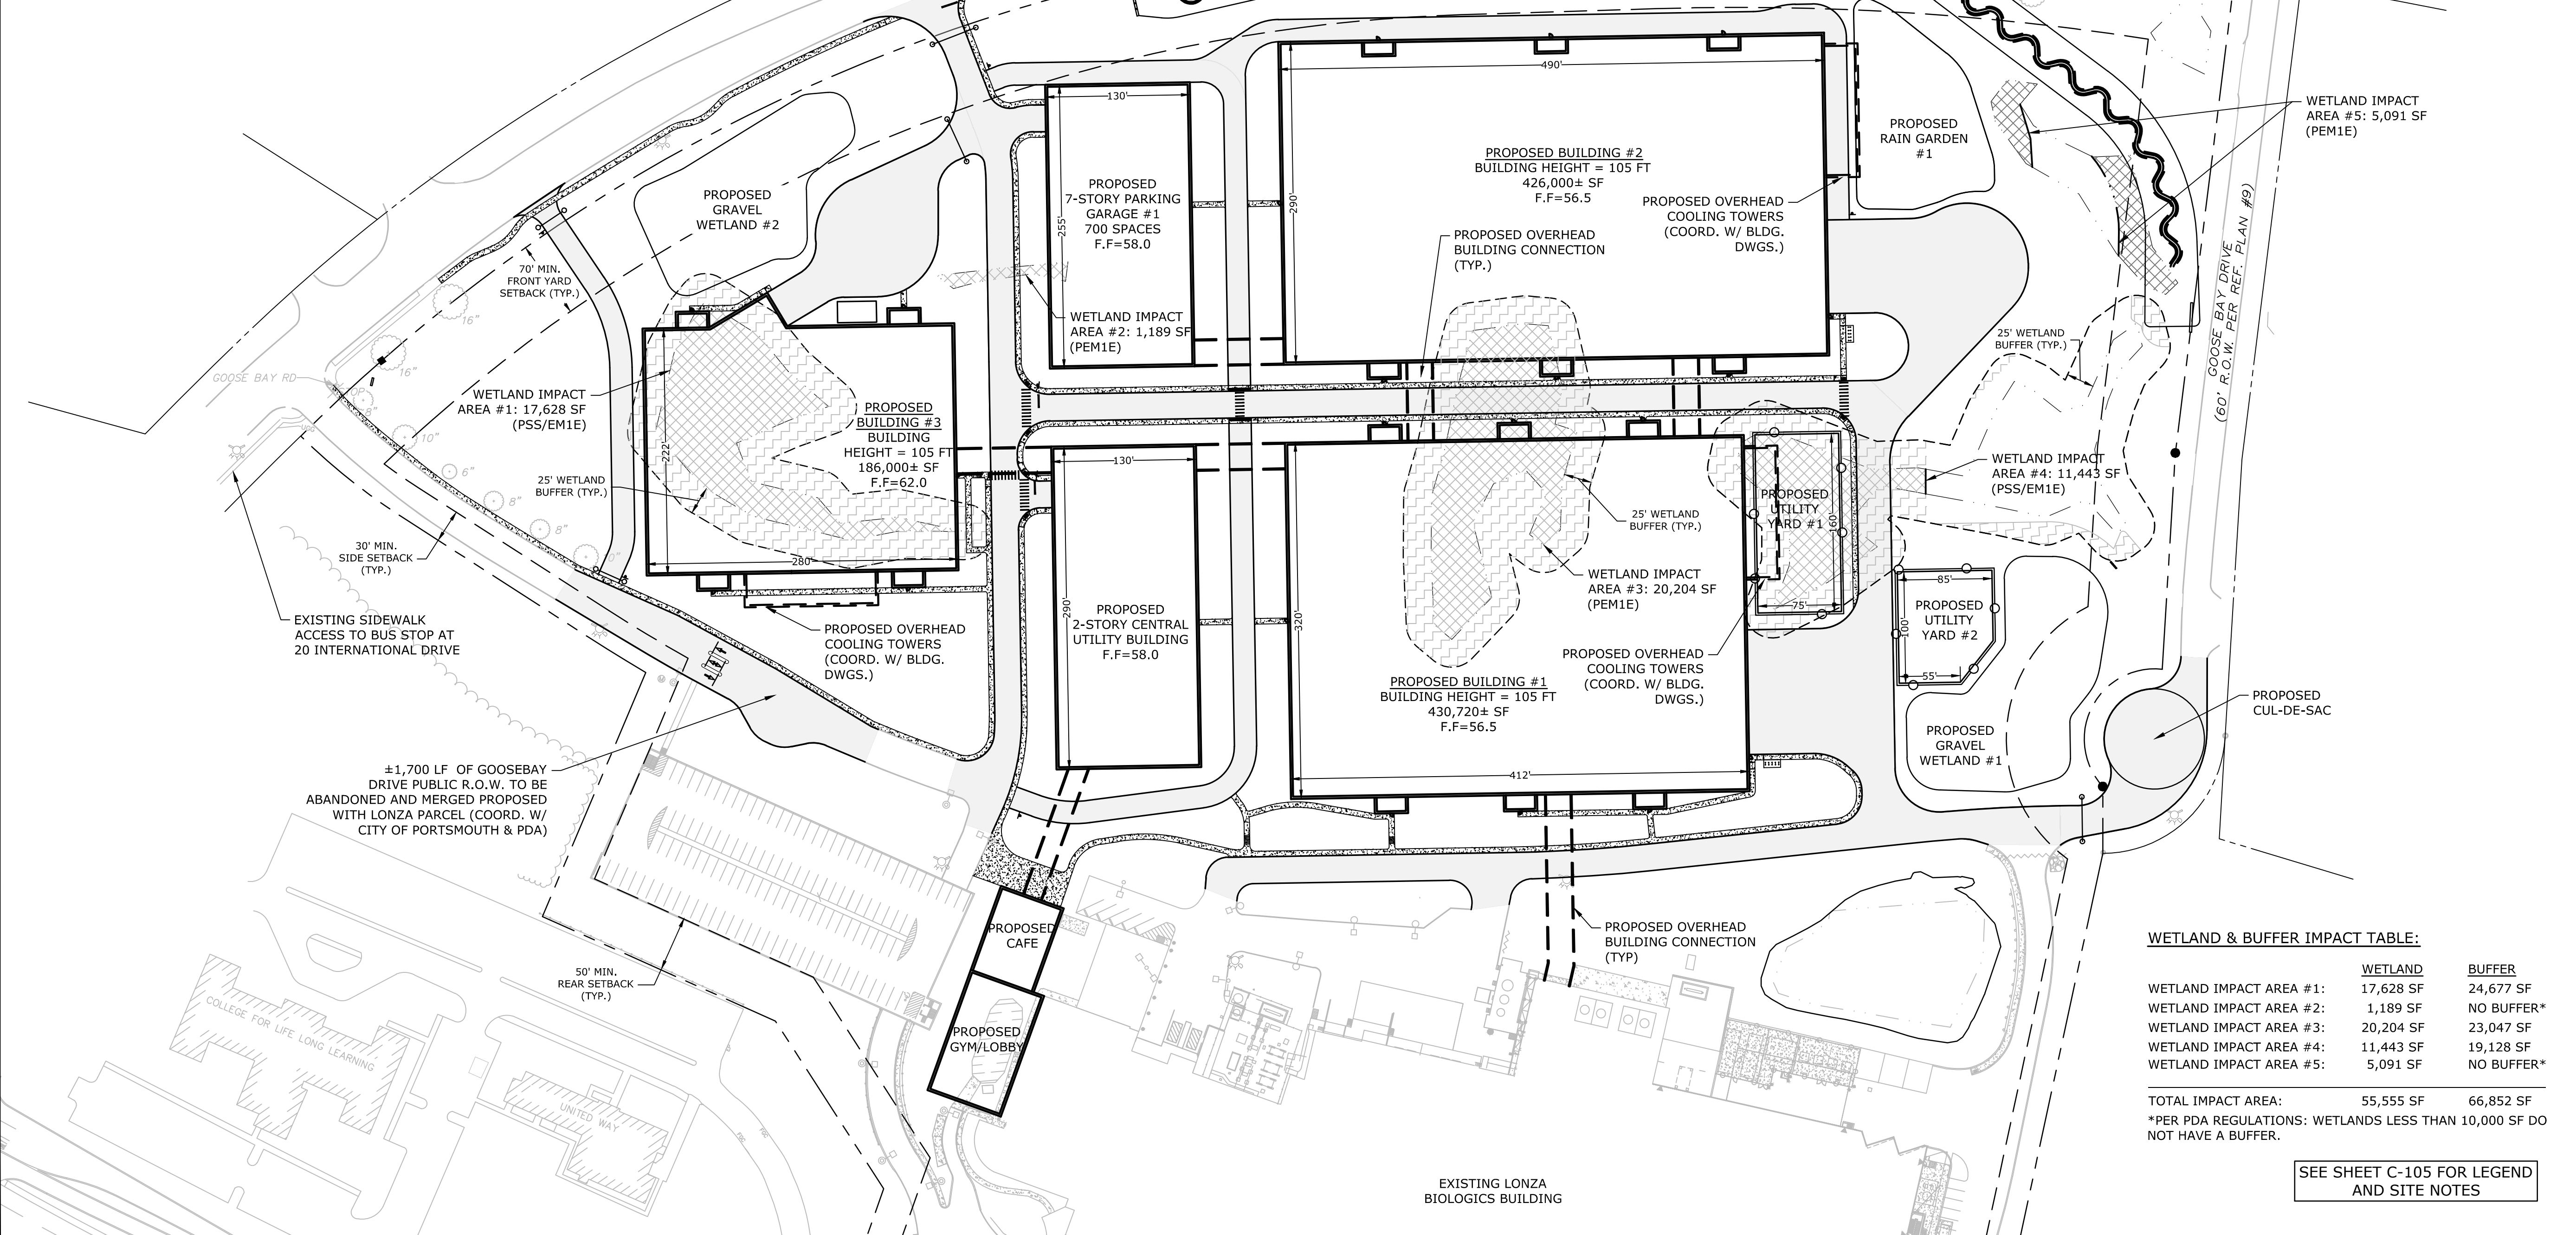 490'
130'
PROPOSED
7-STORY PARKING
GARAGE #1
700 SPACES
F.F=58.0
255'
290'
PROPOSED BUILDING #2
BUILDING HEIGHT = 105 FT
426,000± SF
F.F=56.5
PROPOSED OVERHEAD
COOLING TOWERS
(COORD. W/ BLDG.
DWGS.)
PROPOSED OVERHEAD
BUILDING CONNECTION
(TYP.)
PROPOSED
RAIN GARDEN
#1
WETLAND IMPACT
AREA #5: 5,091 SF
(PEM1E)
GOOSE BAY DRIVE
(60' R.O.W. PER REF. PLAN #9)
PROPOSED
GRAVEL
WETLAND #2
70' MIN.
FRONT YARD
SETBACK (TYP.)
WETLAND IMPACT
AREA #2: 1,189 SF
(PEM1E)
16"
16"
8"
10"
6"
8"
8"
GOOSE BAY RD
WETLAND IMPACT
AREA #1: 17,628 SF
(PSS/EM1E)
222'
280'
PROPOSED
BUILDING #3
BUILDING
HEIGHT = 105 FT
186,000± SF
F.F=62.0
25' WETLAND
BUFFER (TYP.)
25' WETLAND
BUFFER (TYP.)
WETLAND IMPACT
AREA #4: 11,443 SF
(PSS/EM1E)
30' MIN.
SIDE SETBACK
(TYP.)
130'
290'
PROPOSED
2-STORY CENTRAL
UTILITY BUILDING
F.F=58.0
320'
412'
25' WETLAND
BUFFER (TYP.)
WETLAND IMPACT
AREA #3: 20,204 SF
(PEM1E)
PROPOSED
UTILITY
YARD #1
160'
75'
PROPOSED OVERHEAD
COOLING TOWERS
(COORD. W/ BLDG.
DWGS.)
PROPOSED BUILDING #1
BUILDING HEIGHT = 105 FT
430,720± SF
F.F=56.5
85'
PROPOSED
UTILITY
YARD #2
100'
55'
EXISTING SIDEWALK
ACCESS TO BUS STOP AT
20 INTERNATIONAL DRIVE
PROPOSED OVERHEAD
COOLING TOWERS
(COORD. W/ BLDG.
DWGS.)
PROPOSED
CUL-DE-SAC
PROPOSED
GRAVEL
WETLAND #1
±1,700 LF OF GOOSEBAY
DRIVE PUBLIC R.O.W. TO BE
ABANDONED AND MERGED PROPOSED
WITH LONZA PARCEL (COORD. W/
CITY OF PORTSMOUTH & PDA)
PROPOSED
CAFE
PROPOSED OVERHEAD
BUILDING CONNECTION
(TYP)
50' MIN.
REAR SETBACK
(TYP.)
COLLEGE FOR LIFE LONG LEARNING
PROPOSED
GYM/LOBBY
UNITED WAY
EXISTING LONZA
BIOLOGICS BUILDING
WETLAND & BUFFER IMPACT TABLE:
WETLAND BUFFER
WETLAND IMPACT AREA #1: 17,628 SF 24,677 SF
WETLAND IMPACT AREA #2: 1,189 SF NO BUFFER*
WETLAND IMPACT AREA #3: 20,204 SF 23,047 SF
WETLAND IMPACT AREA #4: 11,443 SF 19,128 SF
WETLAND IMPACT AREA #5: 5,091 SF NO BUFFER*
TOTAL IMPACT AREA: 55,555 SF 66,852 SF
*PER PDA REGULATIONS: WETLANDS LESS THAN 10,000 SF DO
NOT HAVE A BUFFER.
SEE SHEET C-105 FOR LEGEND
AND SITE NOTES